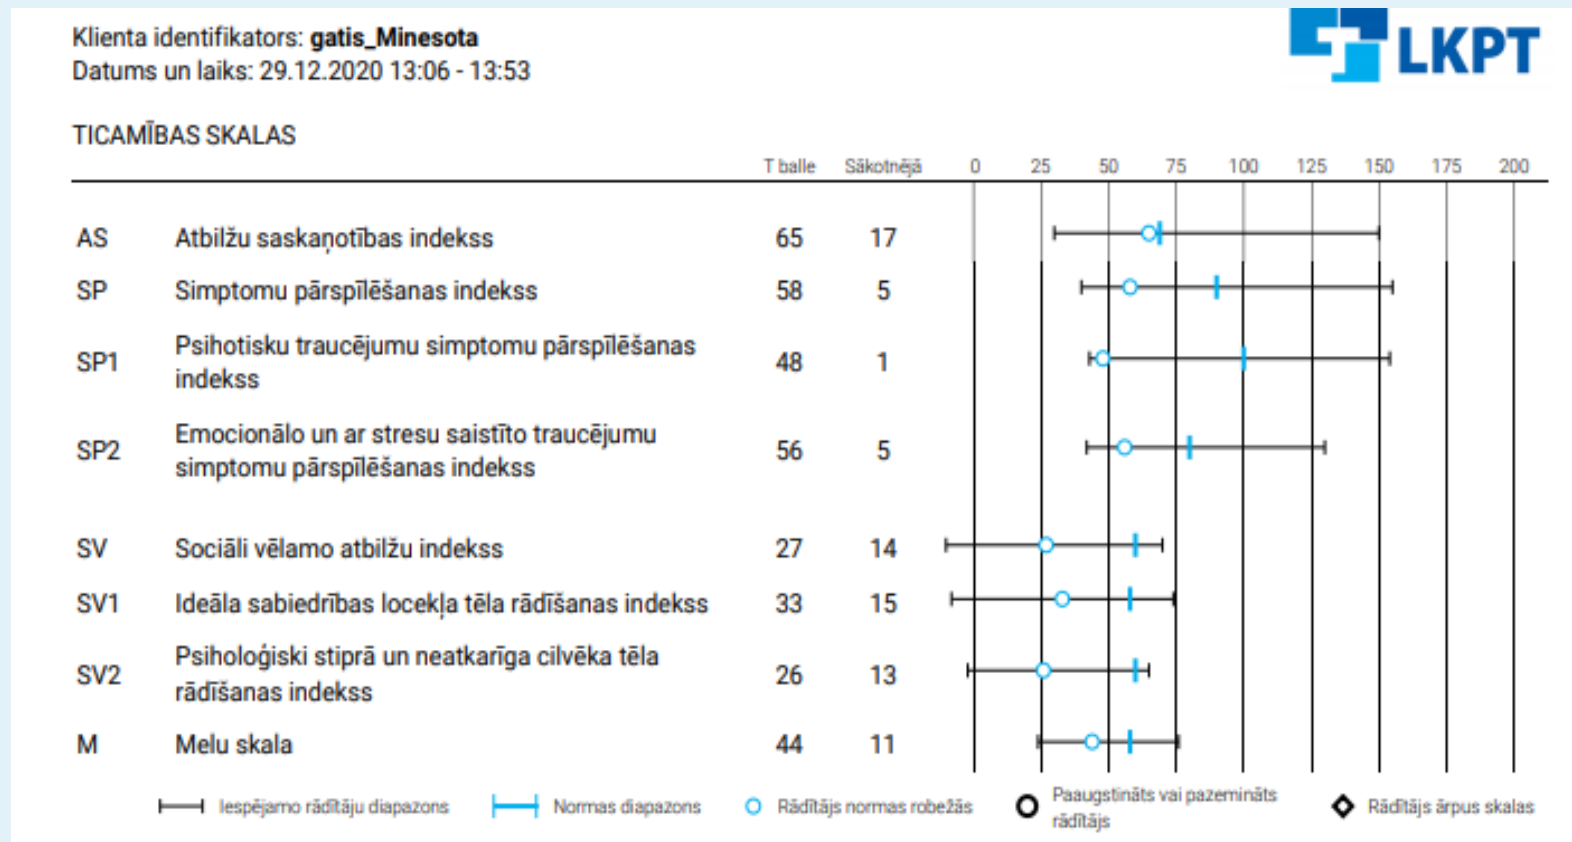 Klienta identifikators: gatis_Minesota
Datums un laiks: 29.12.2020 13:06 - 13:53
LKPT
TICAMĪBAS SKALAS
T balle Sākotnējā 0 25 50 75 100 125 150 175 200
AS Atbilžu saskaņotības indekss 65 17
SP Simptomu pārspīlēšanas indekss 58 5
SP1 Psihotisku traucējumu simptomu pārspīlēšanas
indekss 48 1
SP2 Emocionālo un ar stresu saistīto traucējumu
simptomu pārspīlēšanas indekss 56 5
SV Sociāli vēlamo atbilžu indekss 27 14
SV1 Ideāla sabiedrības locekļa tēla rādīšanas indekss 33 15
SV2 Psiholoģiski stiprā un neatkarīga cilvēka tēla
rādīšanas indekss 26 13
M Melu skala 44 11
Iespējamo rādītāju diapazons Normas diapazons Rādītājs normas robežās Paaugstināts vai pazemināts
rādītājs Rādītājs ārpus skalas